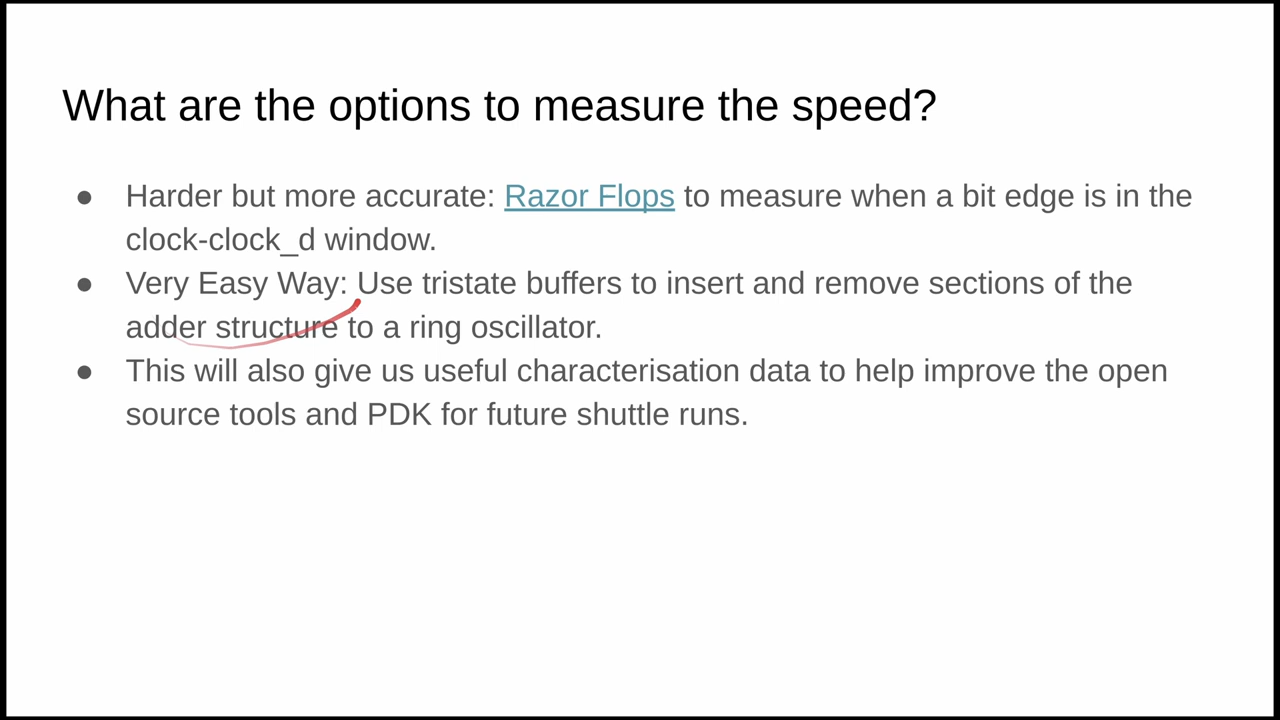 What are the options to measure the speed?
● Harder but more accurate: Razor Flops to measure when a bit edge is in the
clock-clock_d window.
● Very Easy Way: Use tristate buffers to insert and remove sections of the
adder structure to a ring oscillator.
● This will also give us useful characterisation data to help improve the open
source tools and PDK for future shuttle runs.